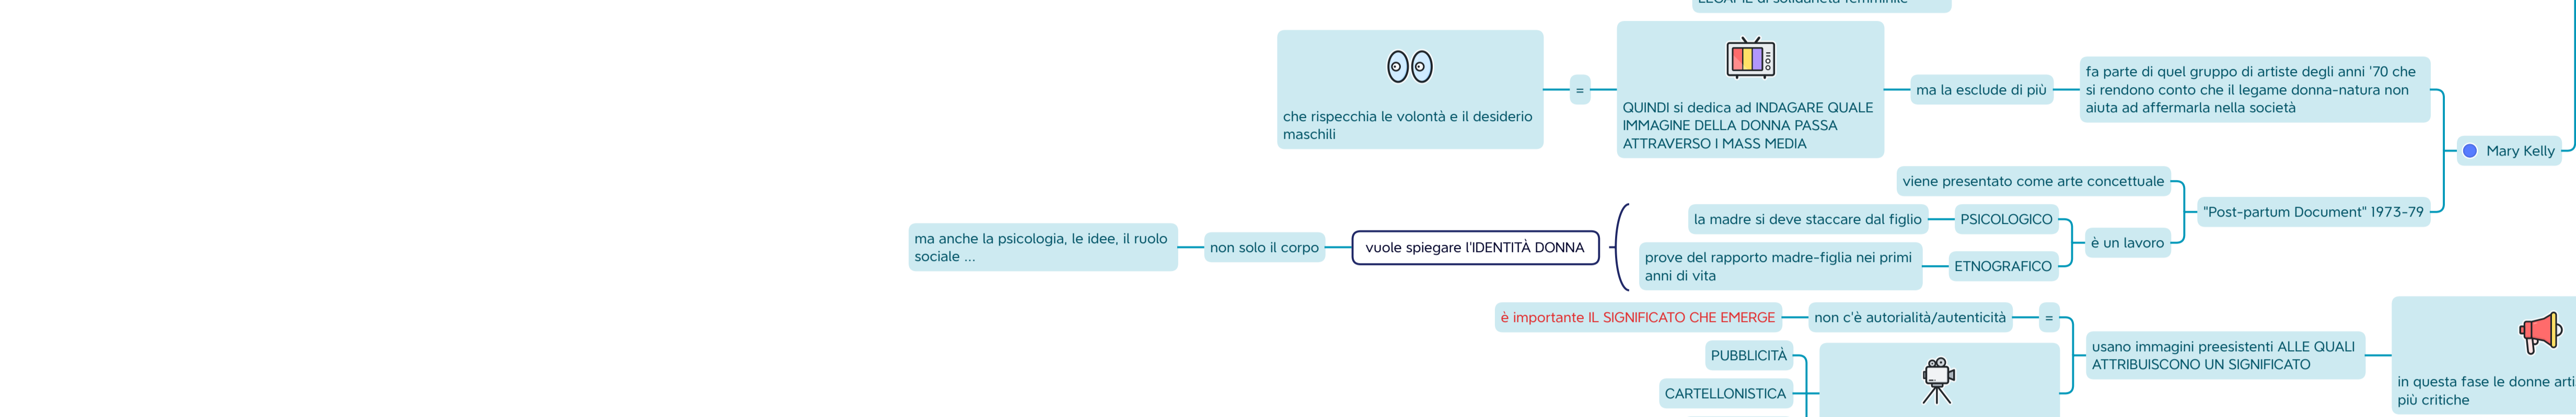 LEGAME di solidarietà femminile
che rispecchia le volontà e il desiderio
maschili
=
QUINDI si dedica ad INDAGARE QUALE
IMMAGINE DELLA DONNA PASSA
ATTRAVERSO I MASS MEDIA
ma la esclude di più
fa parte di quel gruppo di artiste degli anni '70 che
si rendono conto che il legame donna-natura non
aiuta ad affermarla nella società
Mary Kelly
viene presentato come arte concettuale
"Post-partum Document" 1973-79
la madre si deve staccare dal figlio
PSICOLOGICO
è un lavoro
prove del rapporto madre-figlia nei primi
anni di vita
ETNOGRAFICO
vuole spiegare l'IDENTITÀ DONNA
non solo il corpo
ma anche la psicologia, le idee, il ruolo
sociale ...
è importante IL SIGNIFICATO CHE EMERGE
non c'è autorialità/autenticità
=
usano immagini preesistenti ALLE QUALI
ATTRIBUISCONO UN SIGNIFICATO
PUBBLICITÀ
CARTELLONISTICA
in questa fase le donne arti
più critiche